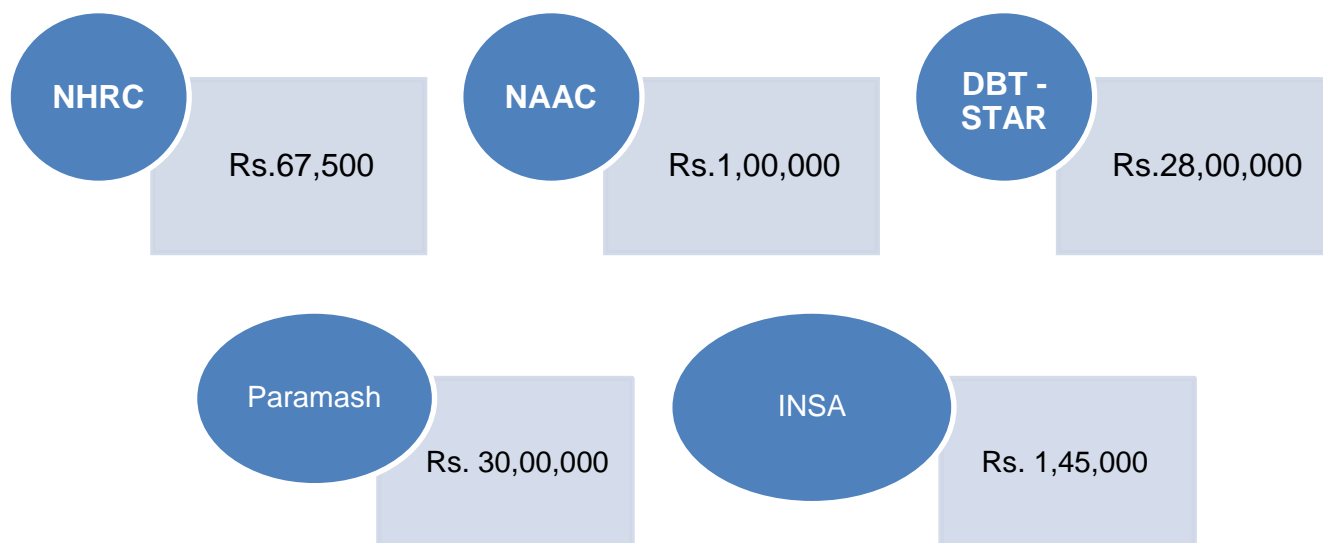 NHRC
Rs.67,500
NAAC
Rs.1,00,000
DBT -
STAR
Rs.28,00,000
Paramash
Rs. 30,00,000
INSA
Rs. 1,45,000